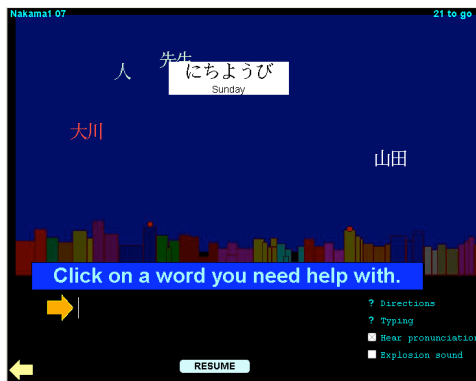 Nakama1 07
21 to go
先生
人
にちようび
Sunday
大川
山田
Click on a word you need help with.
? Directions
? Typing
Hear pronunciation
Explosion sound
RESUME